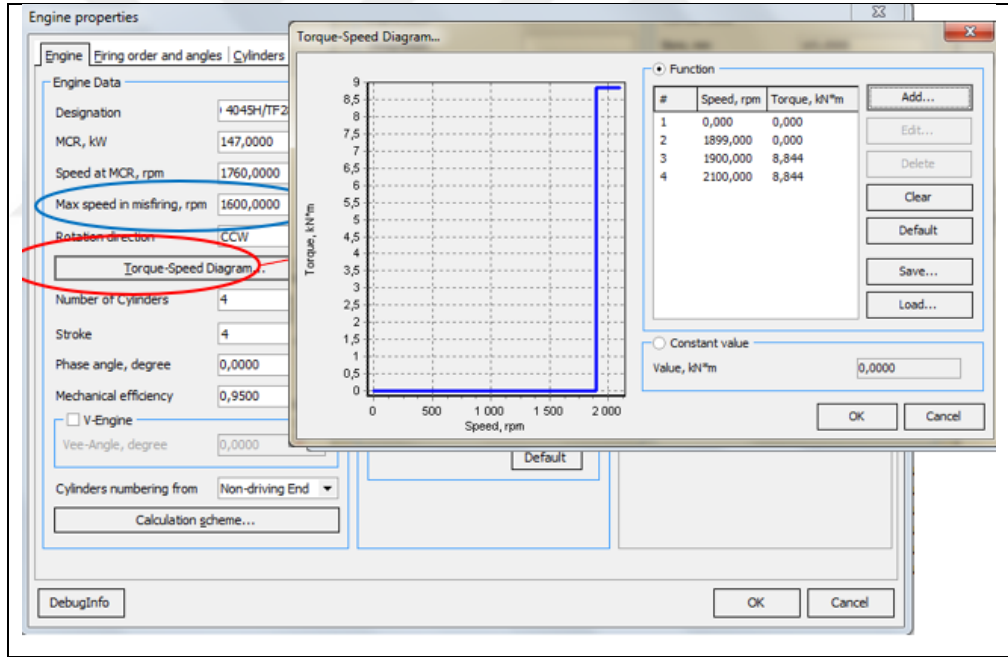 Engine properties
Engine Firing order and angles Cylinders
Engine Data
Designation 4045H/TF2
MCR, kW 147,0000
Speed at MCR, rpm 1760,0000
Max speed in misfiring, rpm 1600,0000
Rotation direction CCW
Torque-Speed Diagram...
Number of Cylinders 4
Stroke 4
Phase angle, degree 0,0000
Mechanical efficiency 0,9500
V-Engine
Vee-Angle, degree 0,0000
Cylinders numbering from Non-driving End
Calculation scheme...
Default
DebugInfo
OK Cancel
Torque-Speed Diagram...
Torque, kN*m
9
8,5
8
7,5
7
6,5
6
5,5
5
4,5
4
3,5
3
2,5
2
1,5
1
0,5
0
0 500 1 000 1 500 2 000
Speed, rpm
Function
# Speed, rpm Torque, kN*m
1 0,000 0,000
2 1899,000 0,000
3 1900,000 8,844
4 2100,000 8,844
Add...
Edit...
Delete
Clear
Default
Save...
Load...
Constant value
Value, kN*m 0,0000
OK Cancel